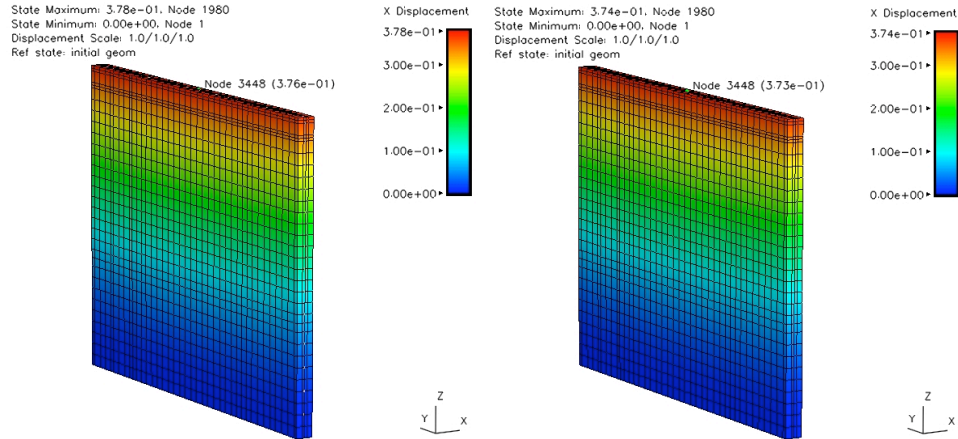 State Maximum: 3.78e-01, Node 1980
State Minimum: 0.00e+00, Node 1
Displacement Scale: 1.0/1.0/1.0
Ref state: initial geom
Node 3448 (3.76e-01)
X Displacement
3.78e-01
3.00e-01
2.00e-01
1.00e-01
0.00e+00
Z
Y
X
State Maximum: 3.74e-01, Node 1980
State Minimum: 0.00e+00, Node 1
Displacement Scale: 1.0/1.0/1.0
Ref state: initial geom
Node 3448 (3.73e-01)
X Displacement
3.74e-01
3.00e-01
2.00e-01
1.00e-01
0.00e+00
Z
Y
X